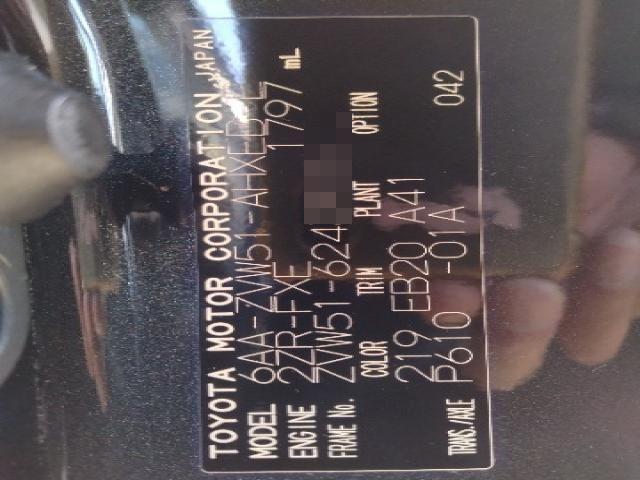 TOYOTA MOTOR CORPORATION JAPAN
MODEL 6AA-ZVW51-AHXEB
ENGINE 2ZR-FXE 1797 mL
FRAME No. ZVW51-624
COLOR TRIM PLANT OPTION
219 EB20 A41
TRANS./AXLE P610 -01A 042